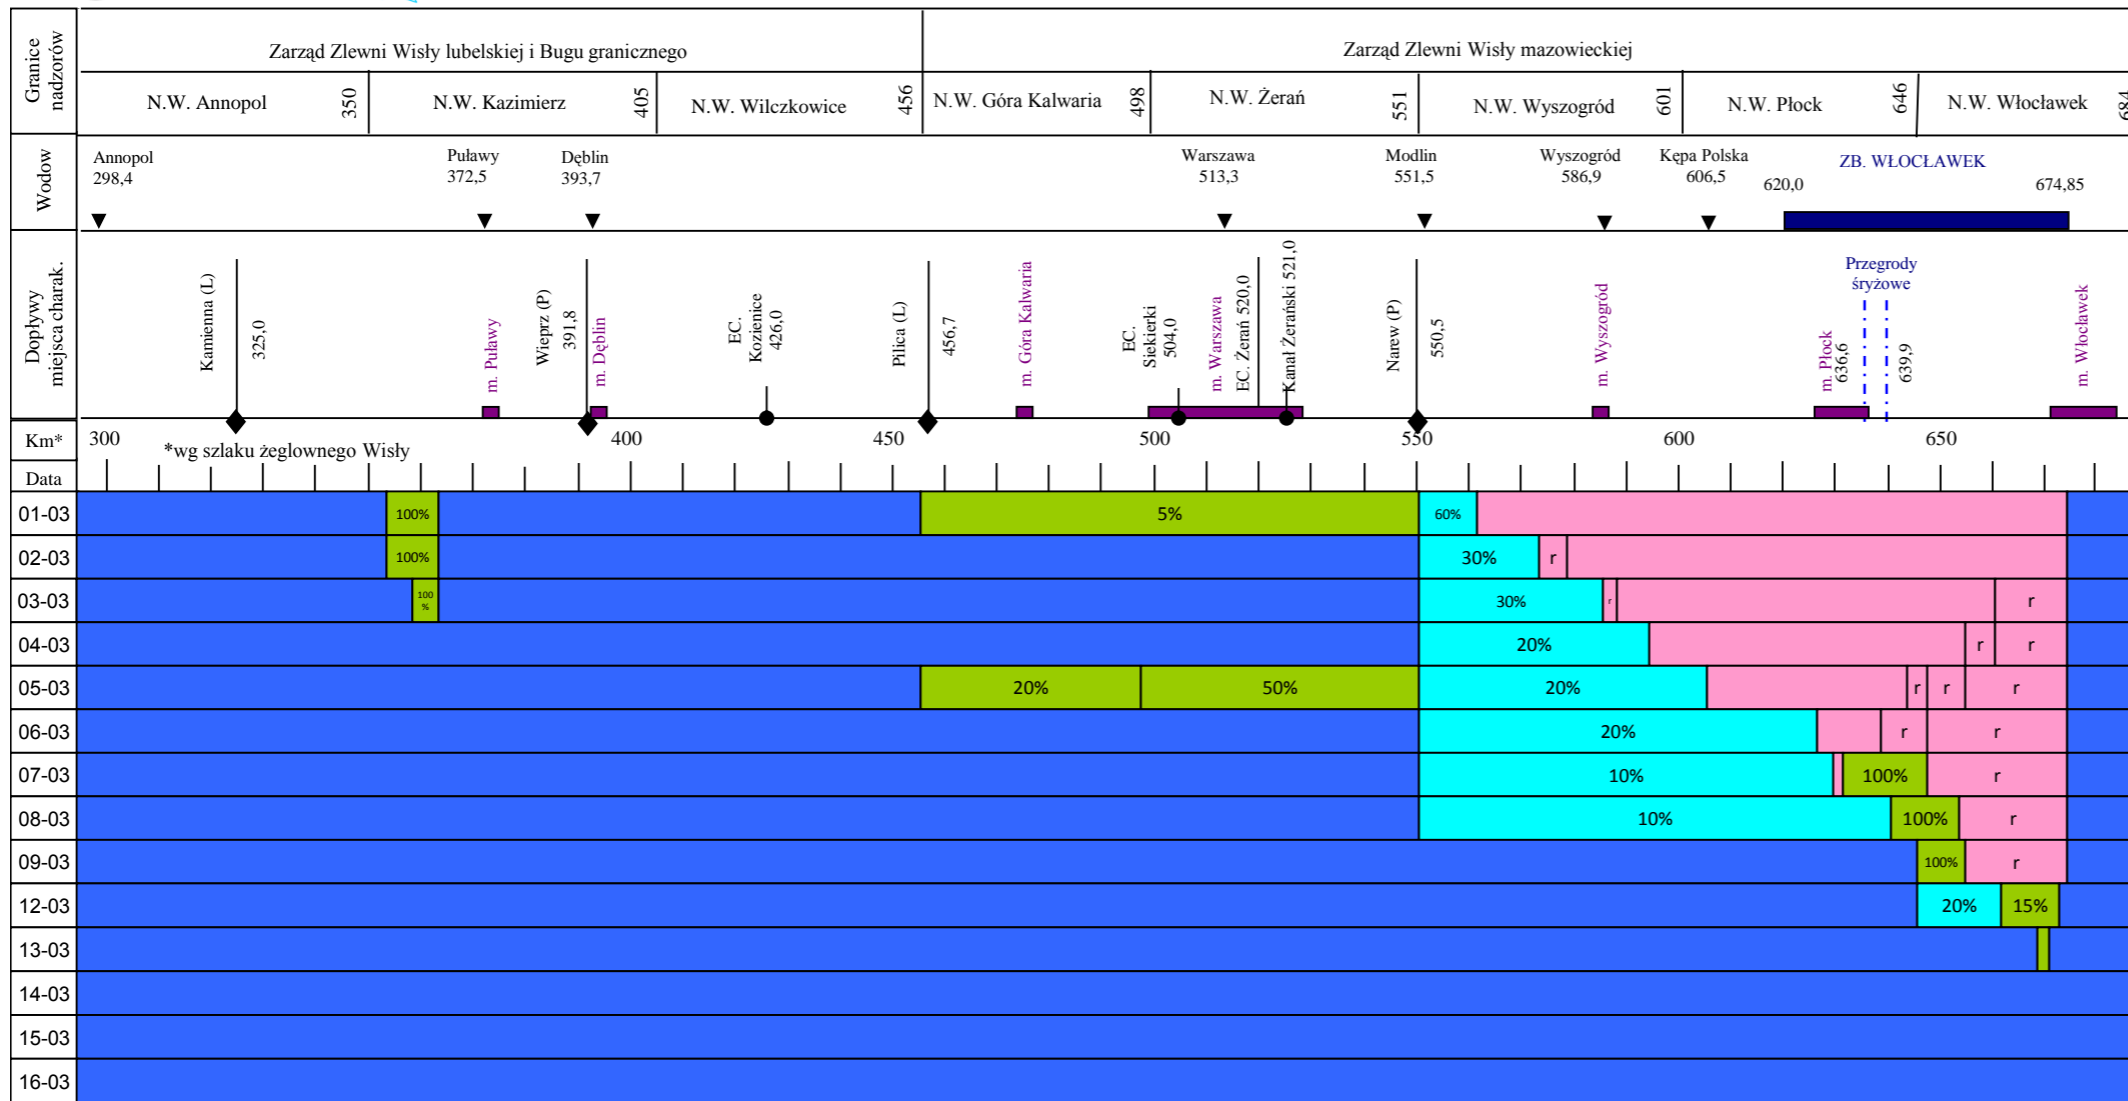 Granice
nadzorów
Zarząd Zlewni Wisły lubelskiej i Bugu granicznego
Zarząd Zlewni Wisły mazowieckiej
N.W. Annopol
350
N.W. Kazimierz
405
N.W. Wilczkowice
456
N.W. Góra Kalwaria
498
N.W. Żerań
551
N.W. Wyszogród
601
N.W. Płock
646
N.W. Włocławek
684
Wodow
Annopol
298,4
Puławy
372,5
Dęblin
393,7
Warszawa
513,3
Modlin
551,5
Wyszogród
586,9
Kępa Polska
606,5
ZB. WŁOCŁAWEK
620,0
674,85
Dopływy
miejsca charak.
Kamienna (L)
325,0
m. Puławy
Wieprz (P)
391,8
m. Dęblin
EC.
Kozienice
426,0
Pilica (L)
456,7
m. Góra Kalwaria
EC.
Siekierki
504,0
m. Warszawa
EC. Żerań 520,0
Kanał Żerański 521,0
Narew (P)
550,5
m. Wyszogród
m. Płock
636,6
Przegrody
śryżowe
639,9
m. Włocławek
Km*
300
*wg szlaku żeglownego Wisły
400
450
500
550
600
650
Data
01-03
100%
5%
60%
02-03
100%
30%
r
03-03
100
%
30%
r
r
04-03
20%
r
r
05-03
20%
50%
20%
r
r
r
06-03
20%
r
r
07-03
10%
100%
r
08-03
10%
100%
r
09-03
100%
r
12-03
20%
15%
13-03
14-03
15-03
16-03